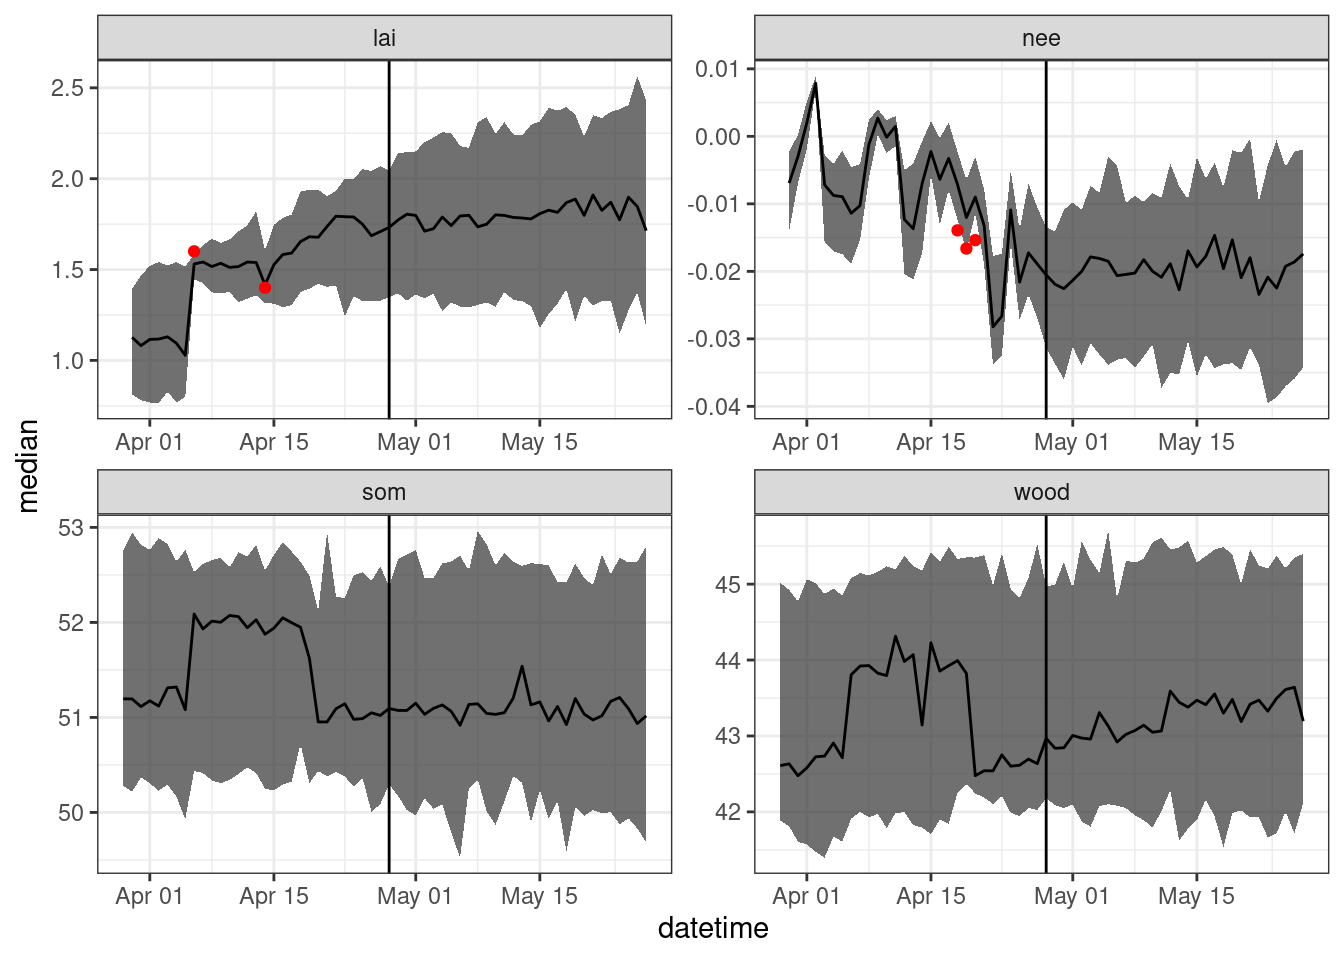 lai
nee
2.5
2.0
1.5
1.0
0.01
0.00
-0.01
-0.02
-0.03
-0.04
Apr 01 Apr 15 May 01 May 15
Apr 01 Apr 15 May 01 May 15
median
som
wood
53
52
51
50
45
44
43
42
Apr 01 Apr 15 May 01 May 15
Apr 01 Apr 15 May 01 May 15
datetime